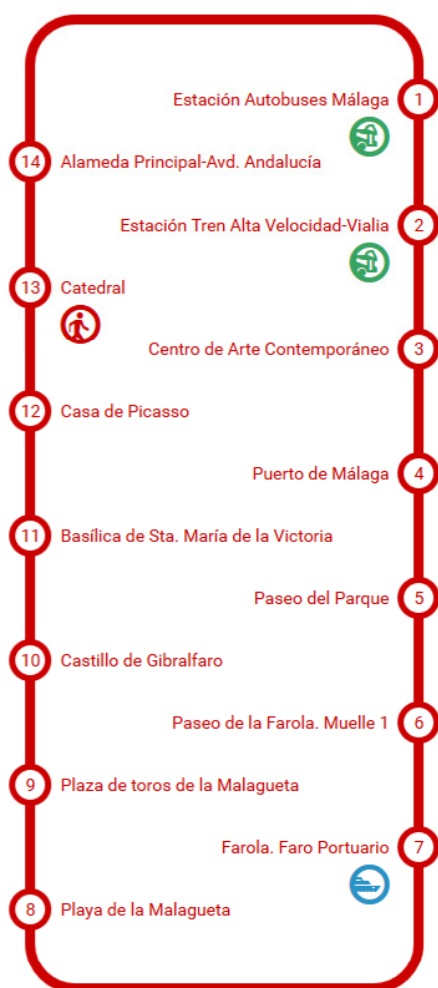 1
Estación Autobuses Málaga
2
Estación Tren Alta Velocidad-Vialia
3
Centro de Arte Contemporáneo
4
Puerto de Málaga
5
Paseo del Parque
6
Paseo de la Farola. Muelle 1
7
Farola. Faro Portuario
8
Playa de la Malagueta
9
Plaza de toros de la Malagueta
10
Castillo de Gibralfaro
11
Basílica de Sta. María de la Victoria
12
Casa de Picasso
13
Catedral
14
Alameda Principal-Avd. Andalucía